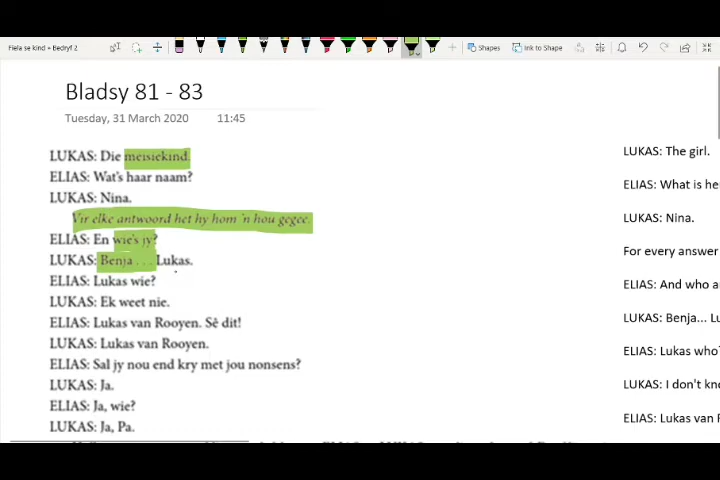 Fiela se kind » Bedryf 2
Shapes
Ink to Shape
Bladsy 81 - 83
Tuesday, 31 March 2020 11:45
LUKAS: Die meisiekind.
ELIAS: Wat's haar naam?
LUKAS: Nina.
Vir elke antwoord het hy hom 'n hou gegee.
ELIAS: En wie's jy?
LUKAS: Benja . . . Lukas.
ELIAS: Lukas wie?
LUKAS: Ek weet nie.
ELIAS: Lukas van Rooyen. Sê dit!
LUKAS: Lukas van Rooyen.
ELIAS: Sal jy nou end kry met jou nonsens?
LUKAS: Ja.
ELIAS: Ja, wie?
LUKAS: Ja, Pa.
LUKAS: The girl.
ELIAS: What is he
LUKAS: Nina.
For every answer
ELIAS: And who a
LUKAS: Benja... Lu
ELIAS: Lukas who
LUKAS: I don't kn
ELIAS: Lukas van R